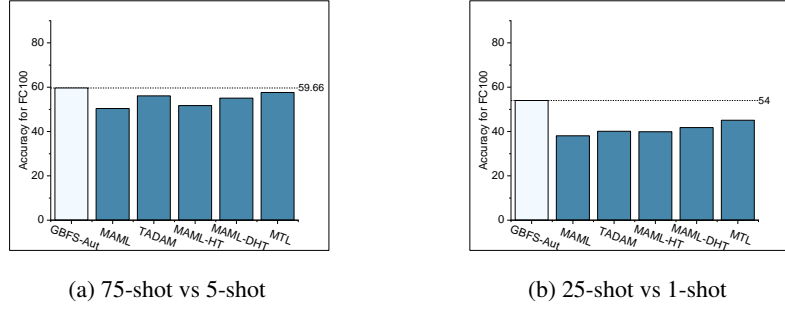 Accuracy for FC100
80
60
40
20
0
59.66
GBFS-Aut
MAML
TADAM
MAML-HT
MAML-DHT
MTL
(a) 75-shot vs 5-shot
Accuracy for FC100
80
60
40
20
0
54
GBFS-Aut
MAML
TADAM
MAML-HT
MAML-DHT
MTL
(b) 25-shot vs 1-shot